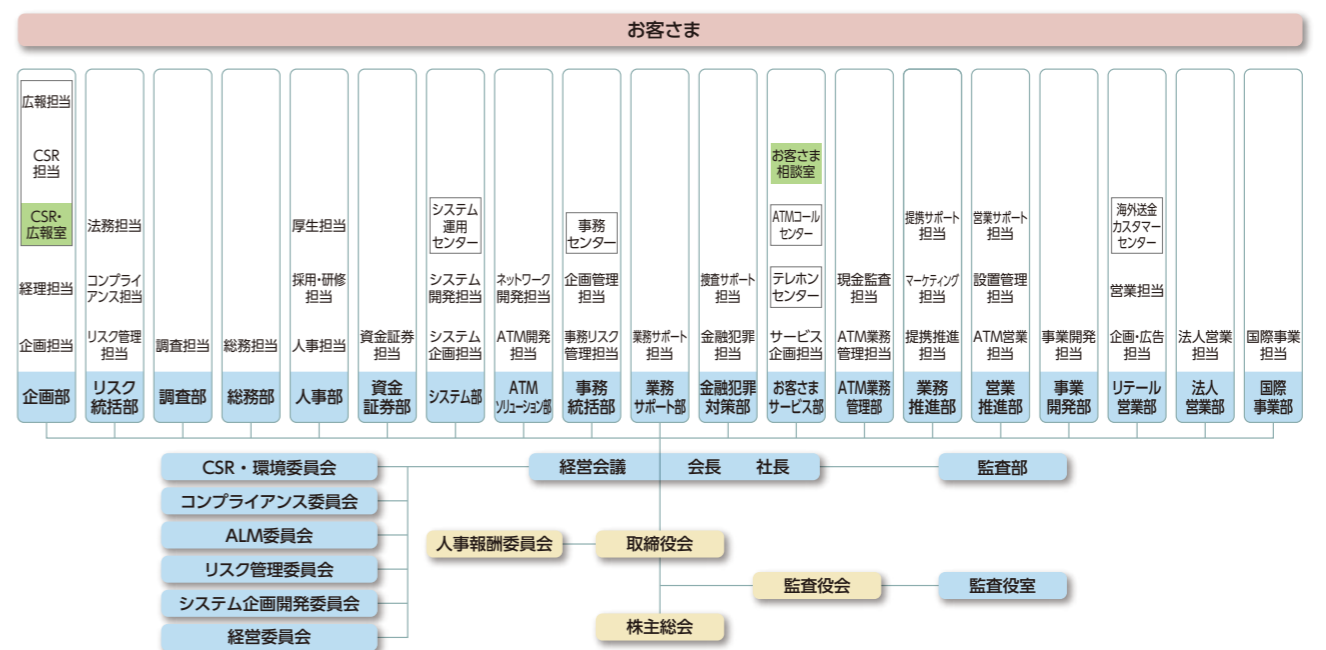 お客さま
広報担当
CSR
担当
CSR・
広報室
経理担当
企画担当
企画部
法務担当
コンプライ
アンス担当
リスク管理
担当
リスク
統括部
調査担当
調査部
総務担当
総務部
厚生担当
採用・研修
担当
人事担当
人事部
資金証券
担当
資金
証券部
システム
運用
センター
システム
開発担当
システム
企画担当
システム部
ネットワーク
開発担当
ATM開発
担当
ATM
ソリューション部
事務
センター
企画管理
担当
事務リスク
管理担当
事務
統括部
業務サポート
担当
業務
サポート部
捜査サポート
担当
金融犯罪
担当
金融犯罪
対策部
お客さま
相談室
ATMコール
センター
テレホン
センター
サービス
企画担当
お客さま
サービス部
現金監査
担当
ATM業務
管理担当
ATM業務
管理部
提携サポート
担当
マーケティング
担当
提携推進
担当
業務
推進部
営業サポート
担当
設置管理
担当
ATM営業
担当
営業
推進部
事業開発
担当
事業
開発部
海外送金
カスタマー
センター
営業担当
企画・広告
担当
リテール
営業部
法人営業
担当
法人
営業部
国際事業
担当
国際
事業部
CSR・環境委員会
コンプライアンス委員会
ALM委員会
リスク管理委員会
システム企画開発委員会
経営委員会
経営会議 会長 社長
監査部
人事報酬委員会
取締役会
監査役会
監査役室
株主総会